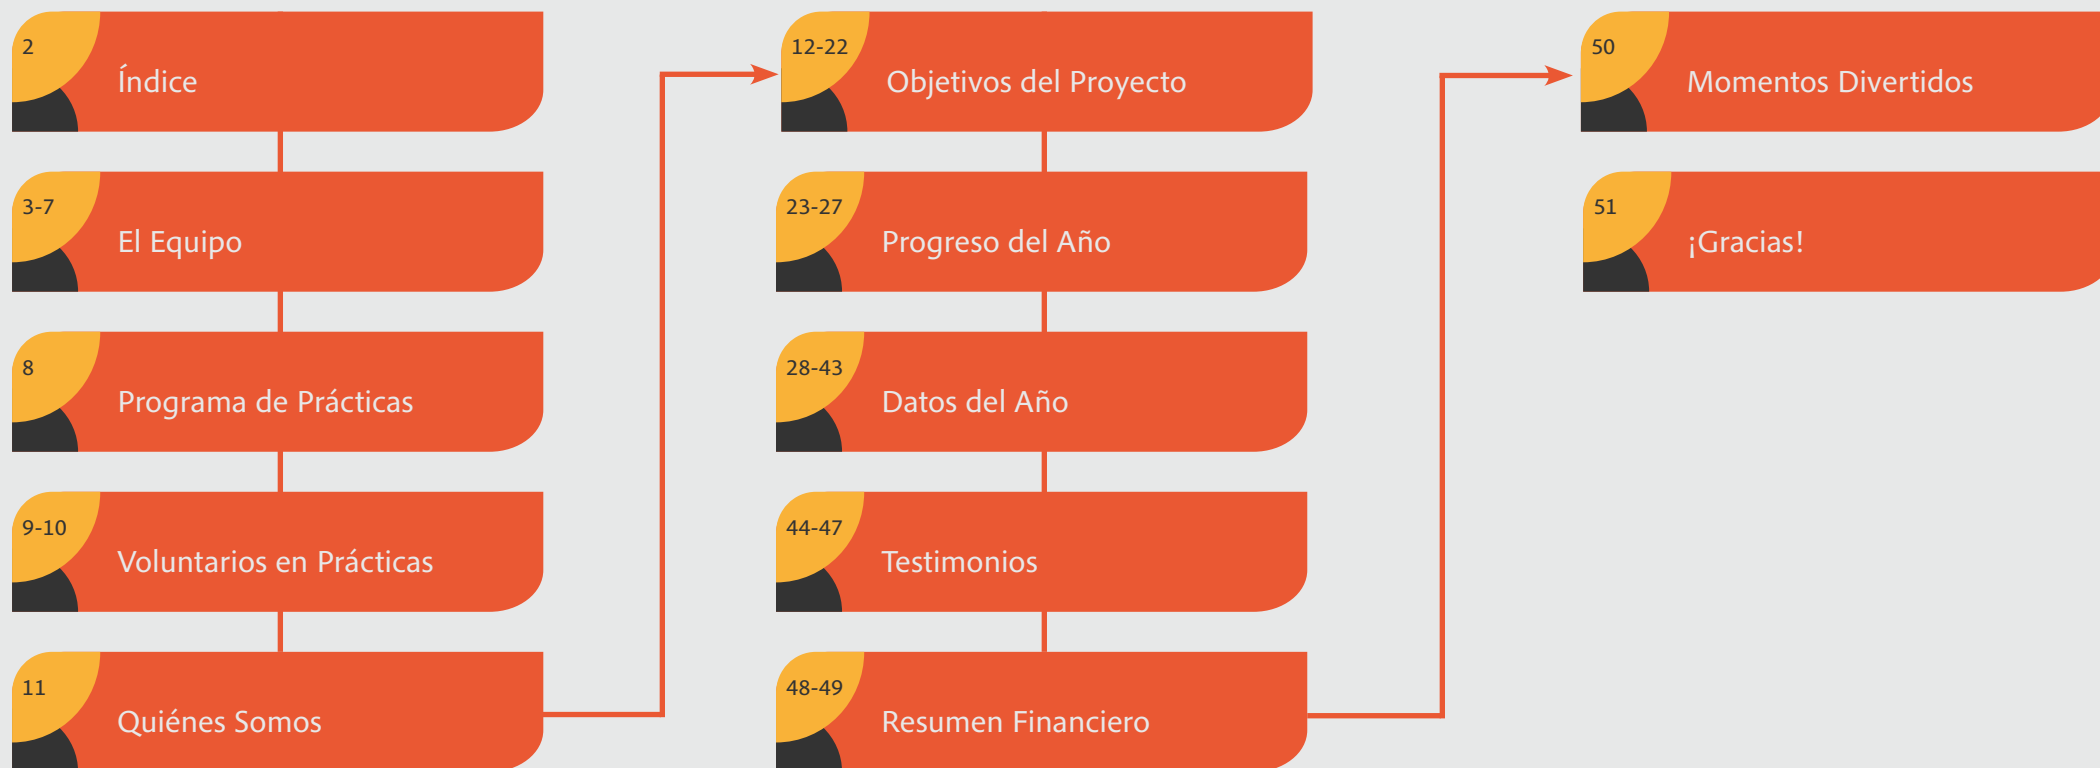 2
Índice
3-7
El Equipo
8
Programa de Prácticas
9-10
Voluntarios en Prácticas
11
Quiénes Somos
12-22
Objetivos del Proyecto
23-27
Progreso del Año
28-43
Datos del Año
44-47
Testimonios
48-49
Resumen Financiero
50
Momentos Divertidos
51
¡Gracias!